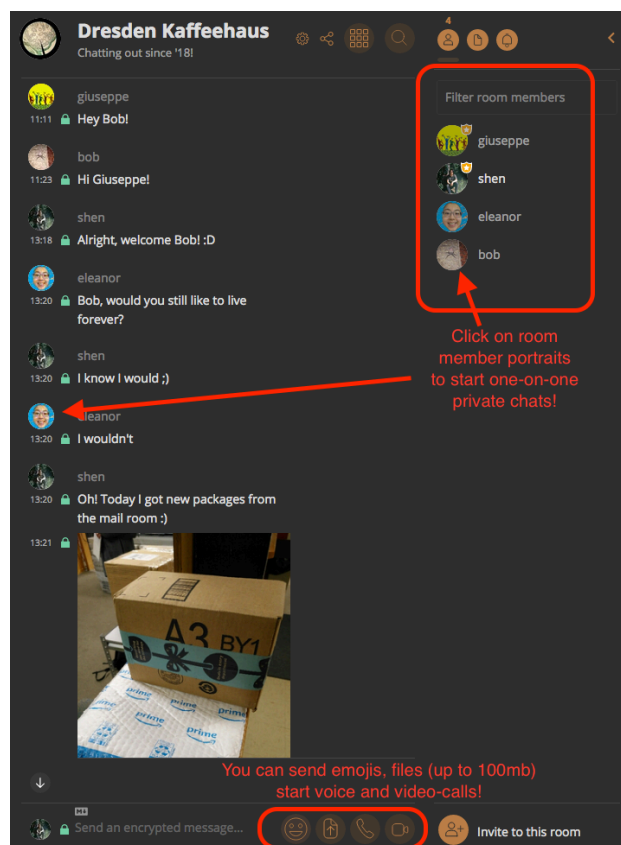 Dresden Kaffeehaus
Chatting out since '18!
4
giuseppe
11:11 Hey Bob!
bob
11:23 Hi Giuseppe!
shen
13:18 Alright, welcome Bob! :D
eleanor
13:20 Bob, would you still like to live
forever?
shen
13:20 I know I would ;)
eleanor
13:20 I wouldn't
shen
13:20 Oh! Today I got new packages from
the mail room :)
13:21
A3 BY1
prime
prime
prime
prime
prime
Filter room members
giuseppe
shen
eleanor
bob
Click on room
member portraits
to start one-on-one
private chats!
You can send emojis, files (up to 100mb)
start voice and video-calls!
Send an encrypted message...
Invite to this room